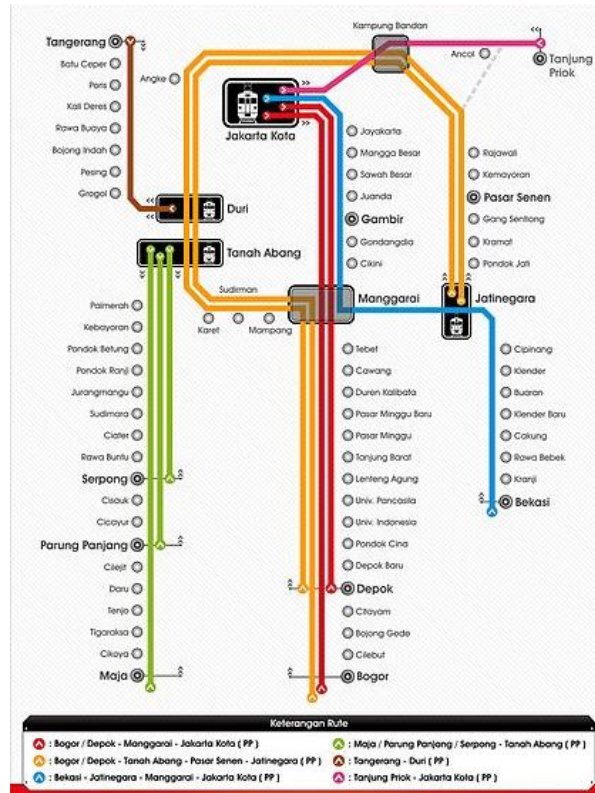 Kampung Bandan
Tangerang
Ancol
Tanjung
Priok
Batu Ceper
Angke
Poris
Kali Deres
Rawa Buaya
Bojong Indah
Pesing
Grogol
Jakarta Kota
Jayakarta
Mangga Besar
Sawah Besar
Juanda
Gambir
Gondangdia
Cikini
Rajawali
Kemayoran
Pasar Senen
Gang Sentiong
Kramat
Pondok Jati
Duri
Tanah Abang
Sudirman
Karet
Mampang
Manggarai
Jatinegara
Palmerah
Kebayoran
Pondok Betung
Pondok Ranji
Jurangmangu
Sudimara
Ciater
Rawa Buntu
Serpong
Cisauk
Cicayur
Parung Panjang
Cilejit
Daru
Tenjo
Tigaraksa
Cikoya
Maja
Tebet
Cawang
Duren Kalibata
Pasar Minggu Baru
Pasar Minggu
Tanjung Barat
Lenteng Agung
Univ. Pancasila
Univ. Indonesia
Pondok Cina
Depok Baru
Depok
Citayam
Bojong Gede
Cilebut
Bogor
Cipinang
Klender
Buaran
Klender Baru
Cakung
Rawa Bebek
Kranji
Bekasi
Keterangan Rute
: Bogor / Depok - Manggarai - Jakarta Kota ( PP )
: Bogor / Depok - Tanah Abang - Pasar Senen - Jatinegara ( PP )
: Bekasi - Jatinegara - Manggarai - Jakarta Kota ( PP )
: Maja / Parung Panjang / Serpong - Tanah Abang ( PP )
: Tangerang - Duri ( PP )
: Tanjung Priok - Jakarta Kota ( PP )